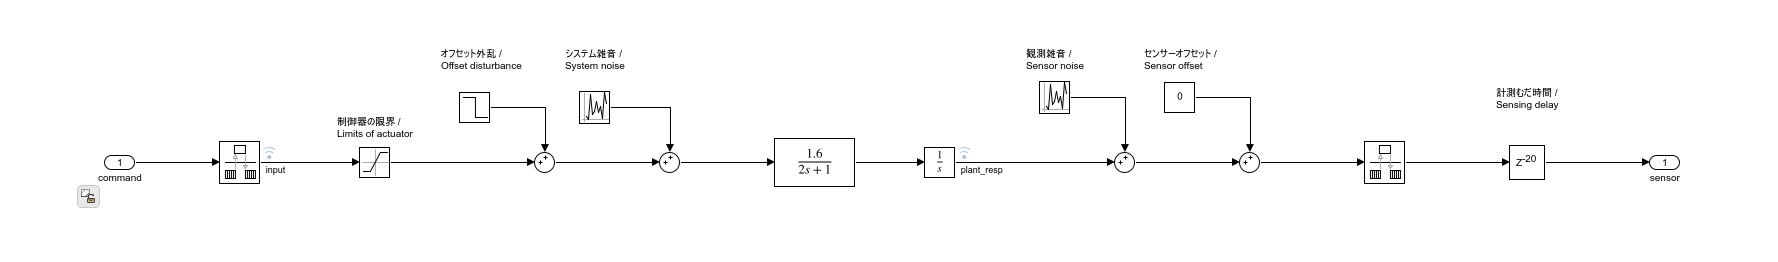 オフセット外乱 /
Offset disturbance
システム雑音 /
System noise
観測雑音 /
Sensor noise
センサーオフセット /
Sensor offset
計測むだ時間 /
Sensing delay
制御器の限界 /
Limits of actuator
0
1
command
input
+
+
+
+
1.6
2s + 1
1
s
plant_resp
+
+
+
+
Z-20
1
sensor